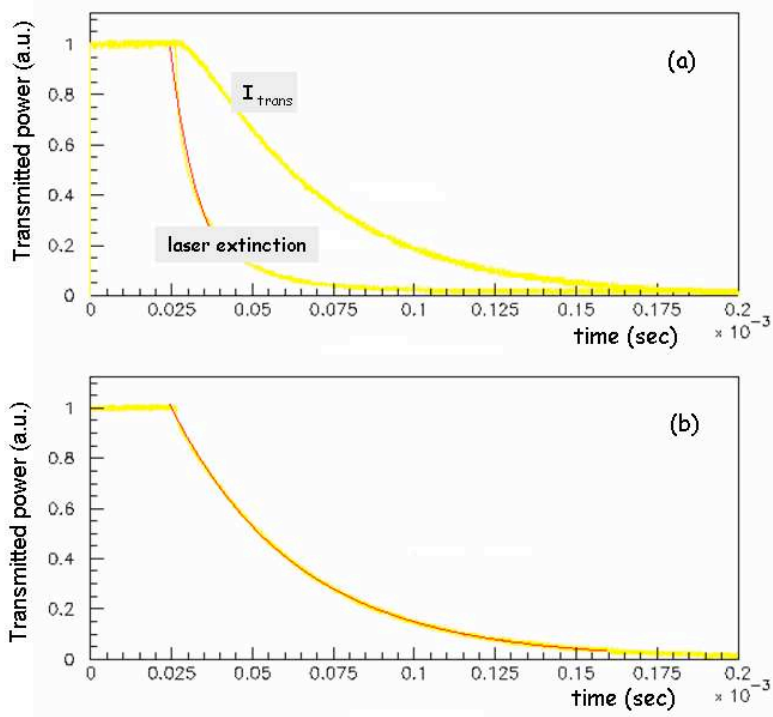 Transmitted power (a.u.)
(a)
I trans
laser extinction
1
0.8
0.6
0.4
0.2
0
0 0.025 0.05 0.075 0.1 0.125 0.15 0.175 0.2
× 10⁻³
time (sec)
Transmitted power (a.u.)
(b)
1
0.8
0.6
0.4
0.2
0
0 0.025 0.05 0.075 0.1 0.125 0.15 0.175 0.2
× 10⁻³
time (sec)